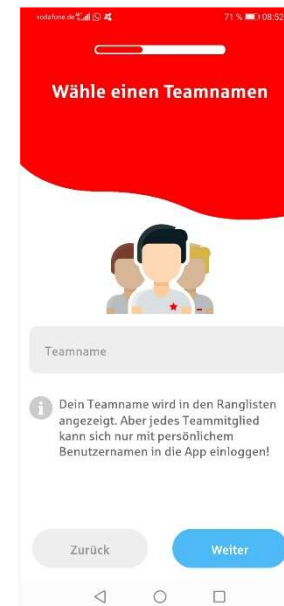 vodafone.de 71 % 08:52
Wähle einen Teamnamen
Teamname
i Dein Teamname wird in den Ranglisten
angezeigt. Aber jedes Teammitglied
kann sich nur mit persönlichem
Benutzernamen in die App einloggen!
Zurück Weiter